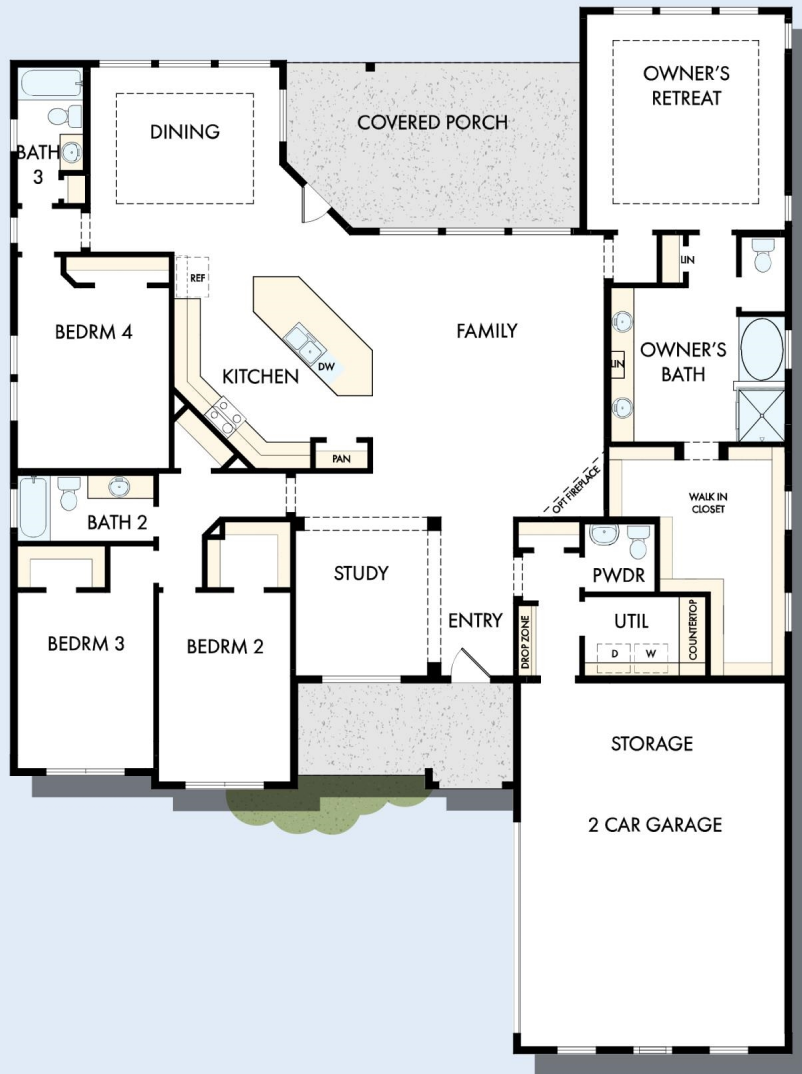 OWNER'S
RETREAT
DINING
COVERED PORCH
BATH
3
LIN
REF
BEDRM 4
FAMILY
OWNER'S
BATH
LIN
DW
KITCHEN
PAN
OPT FIREPLACE
WALK IN
CLOSET
BATH 2
STUDY
PWDR
ENTRY
DROP ZONE
UTIL
COUNTERTOP
D
W
BEDRM 3
BEDRM 2
STORAGE
2 CAR GARAGE